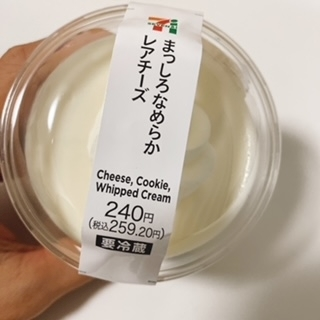 まっしろなめらか
レアチーズ
Cheese, Cookie,
Whipped Cream
240円
(税込259.20円)
要冷蔵